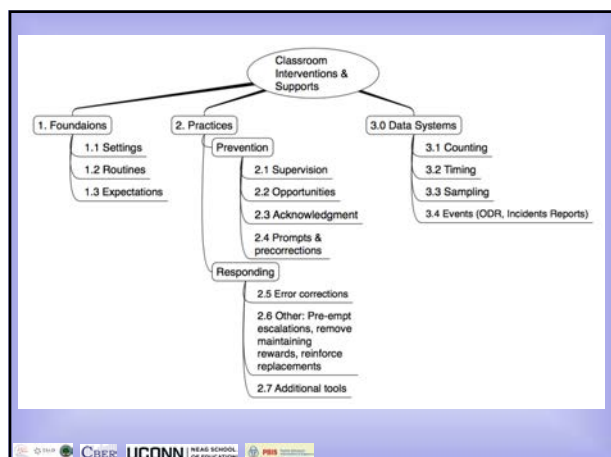 Classroom
Interventions &
Supports
1. Foundaions
1.1 Settings
1.2 Routines
1.3 Expectations
2. Practices
Prevention
2.1 Supervision
2.2 Opportunities
2.3 Acknowledgment
2.4 Prompts &
precorrections
Responding
2.5 Error corrections
2.6 Other: Pre-empt
escalations, remove
maintaining
rewards, reinforce
replacements
2.7 Additional tools
3.0 Data Systems
3.1 Counting
3.2 Timing
3.3 Sampling
3.4 Events (ODR, Incidents Reports)
CBER
UCONN
NEAG SCHOOL
OF EDUCATION
PBIS